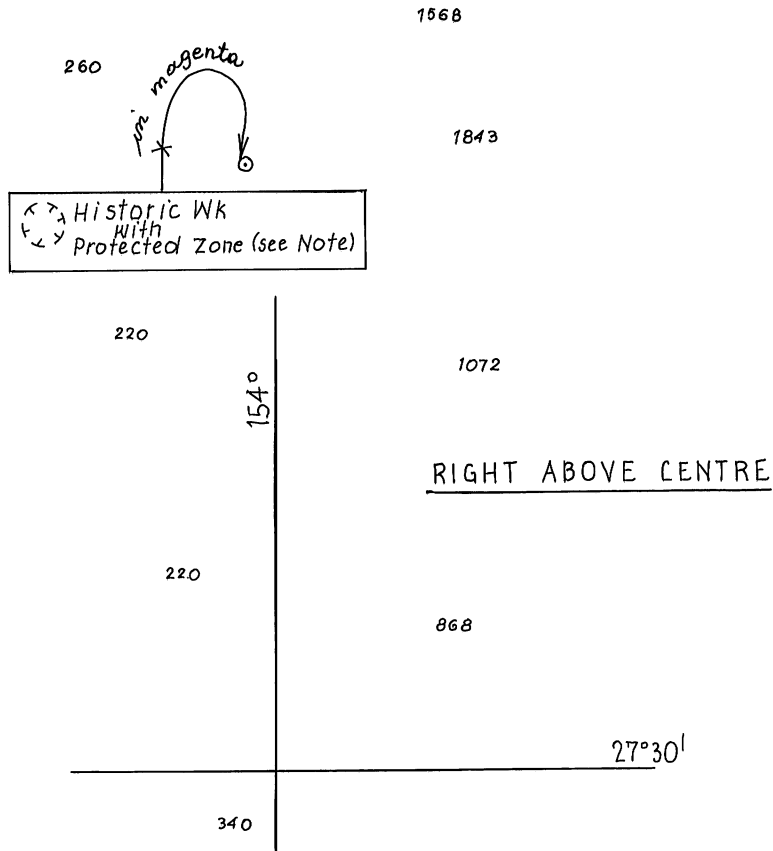 1568
260
in magenta
1843
Historic Wk
with
Protected Zone (see Note)
220
1072
154°
RIGHT ABOVE CENTRE
220
868
27°30'
340